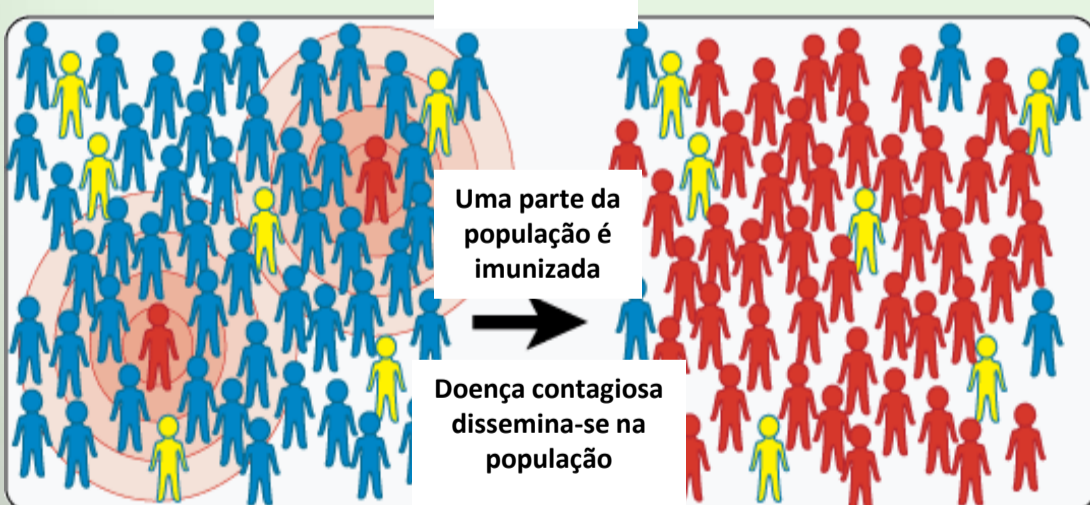 Uma parte da
população é
imunizada
Doença contagiosa
dissemina-se na
população